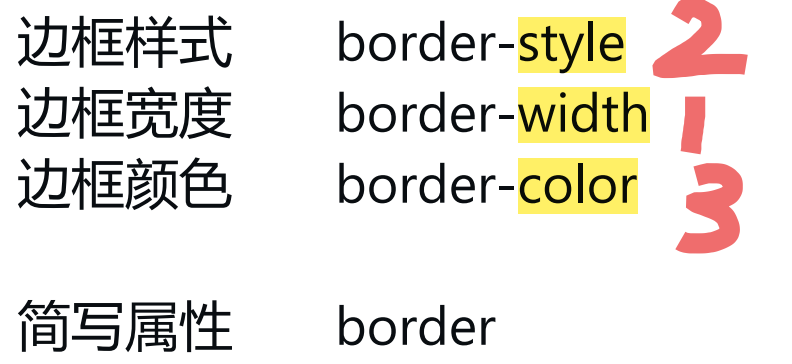 边框样式 border-style 2
边框宽度 border-width 1
边框颜色 border-color 3
简写属性 border